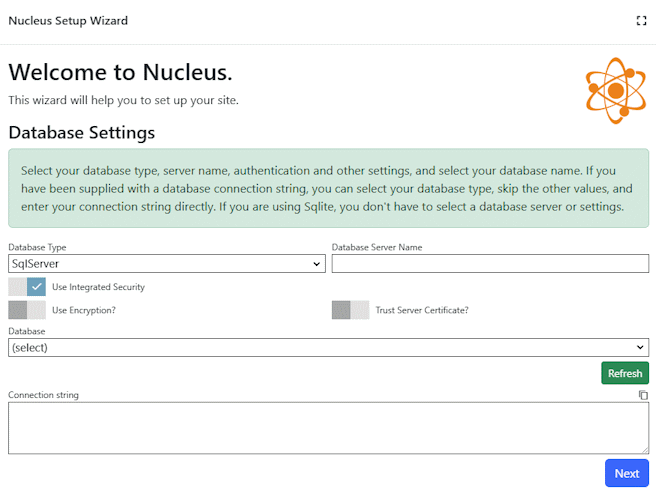 Nucleus Setup Wizard
Welcome to Nucleus.
This wizard will help you to set up your site.
Database Settings
Select your database type, server name, authentication and other settings, and select your database name. If you
have been supplied with a database connection string, you can select your database type, skip the other values, and
enter your connection string directly. If you are using Sqlite, you don't have to select a database server or settings.
Database Type
Database Server Name
SqlServer
Use Integrated Security
Use Encryption?
Trust Server Certificate?
Database
(select)
Refresh
Connection string
Next